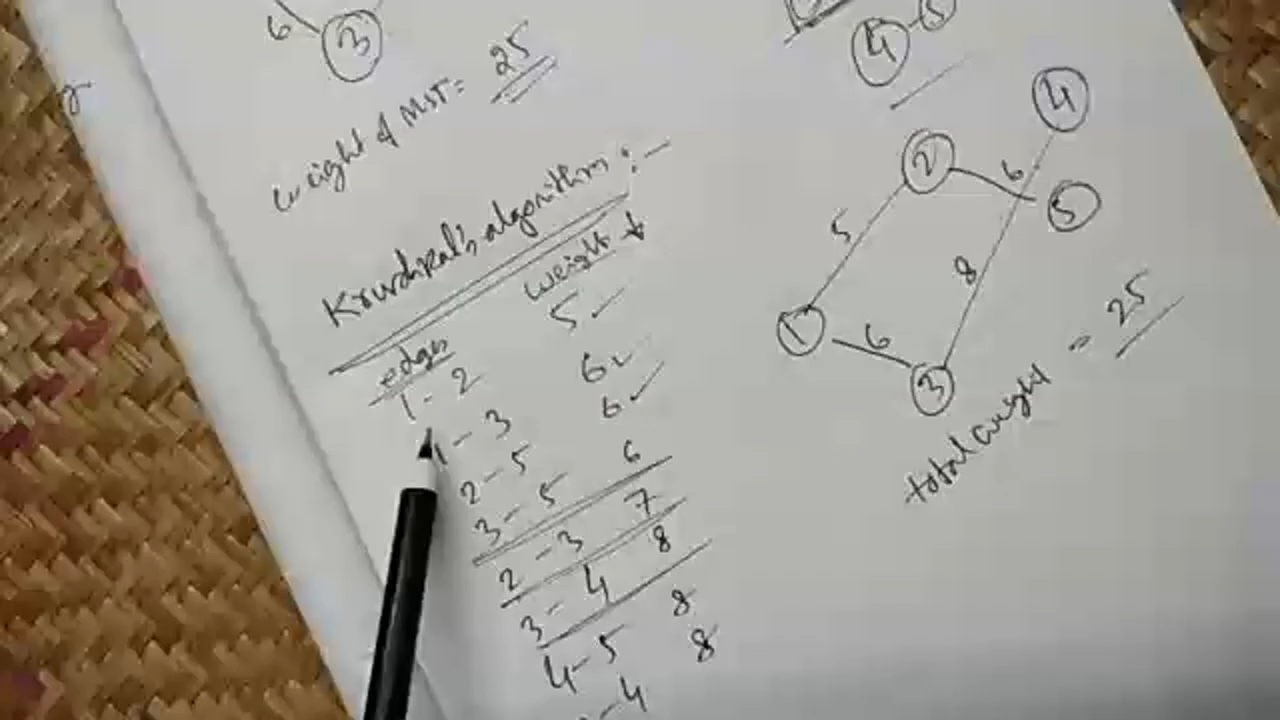 6
3
weight of MST = 25
Krushkal's algorithm :-
edges weight ↓
1 - 2 5 ✓
1 - 3 6 ✓
2 - 5 6 ✓
3 - 5 6
2 - 3 7
3 - 4 8
4 - 5 8
- 4 8
4 - 5
4
2
6
5
5
8
1
6
3
total weight = 25